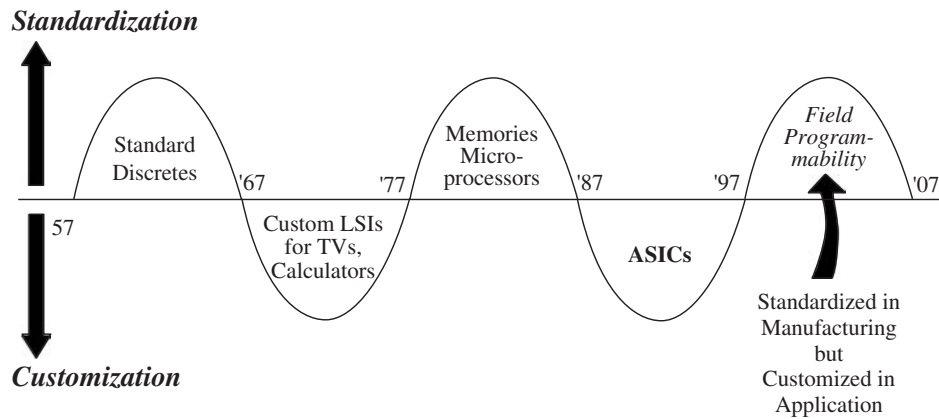 Standardization
Standard
Discretes
Memories
Micro-
processors
Field
Program-
mability
'67
'77
'87
'97
'07
57
Custom LSIs
for TVs,
Calculators
ASICs
Standardized in
Manufacturing
but
Customized in
Application
Customization